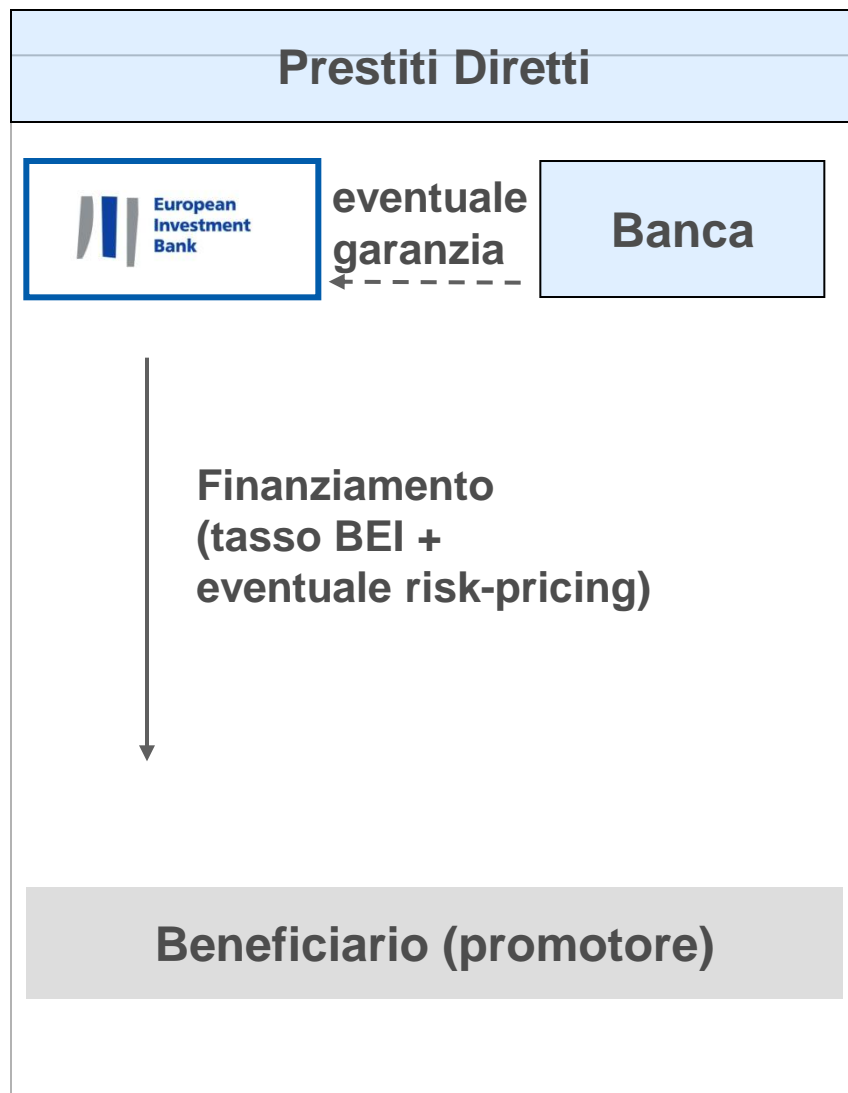 Prestiti Diretti
European
Investment
Bank
eventuale
garanzia
Banca
Finanziamento
(tasso BEI +
eventuale risk-pricing)
Beneficiario (promotore)